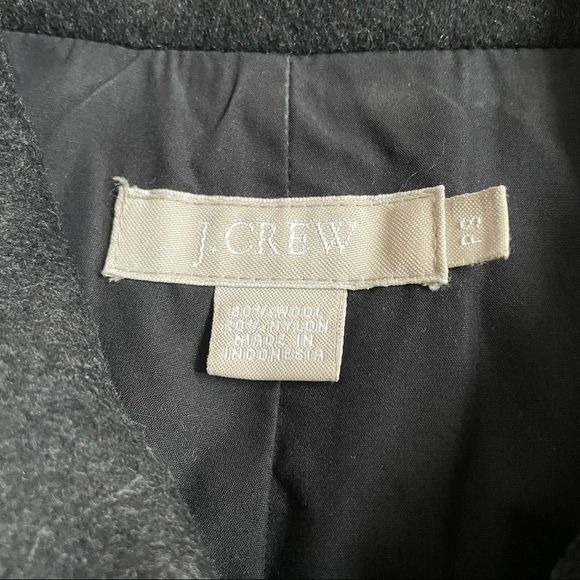 J.CREW
PS
80% WOOL
20% NYLON
MADE IN
INDONESIA